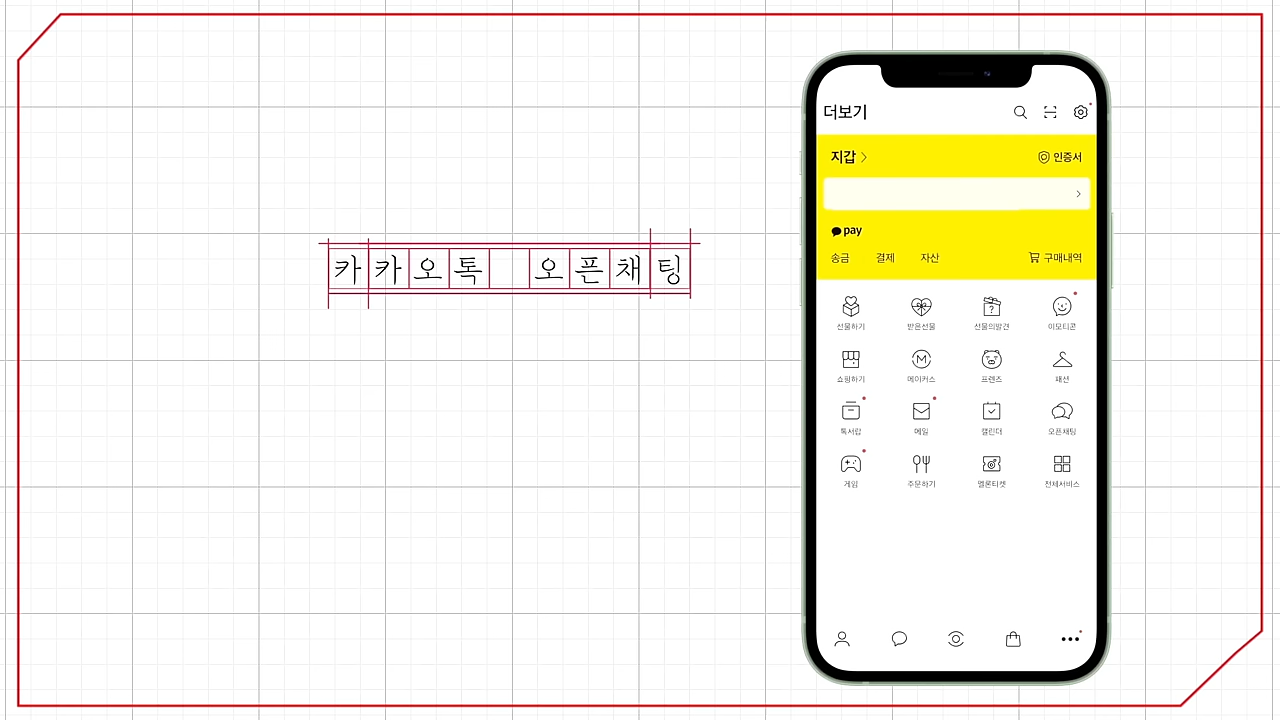 카카오톡 오픈채팅
더보기
지갑
인증서
pay
송금 결제 자산 구매내역
선물하기 받은선물 선물의발견 이모티콘
쇼핑하기 메이커스 프렌즈 패션
톡서랍 메일 캘린더 오픈채팅
게임 주문하기 멜론티켓 전체서비스